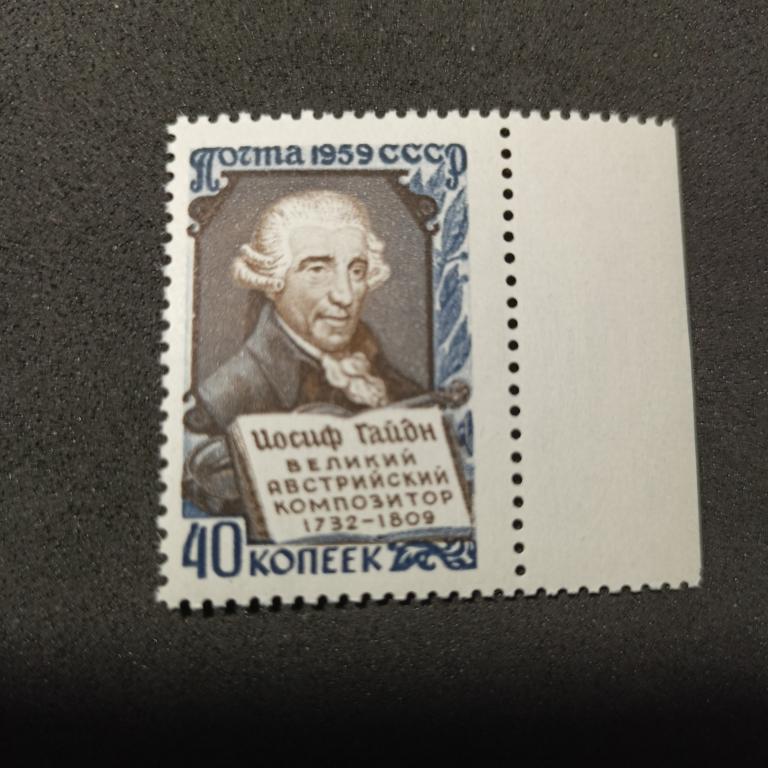 Почта 1959 СССР
Иосиф Гайдн
ВЕЛИКИЙ
АВСТРИЙСКИЙ
КОМПОЗИТОР
1732-1809
40 КОПЕЕК